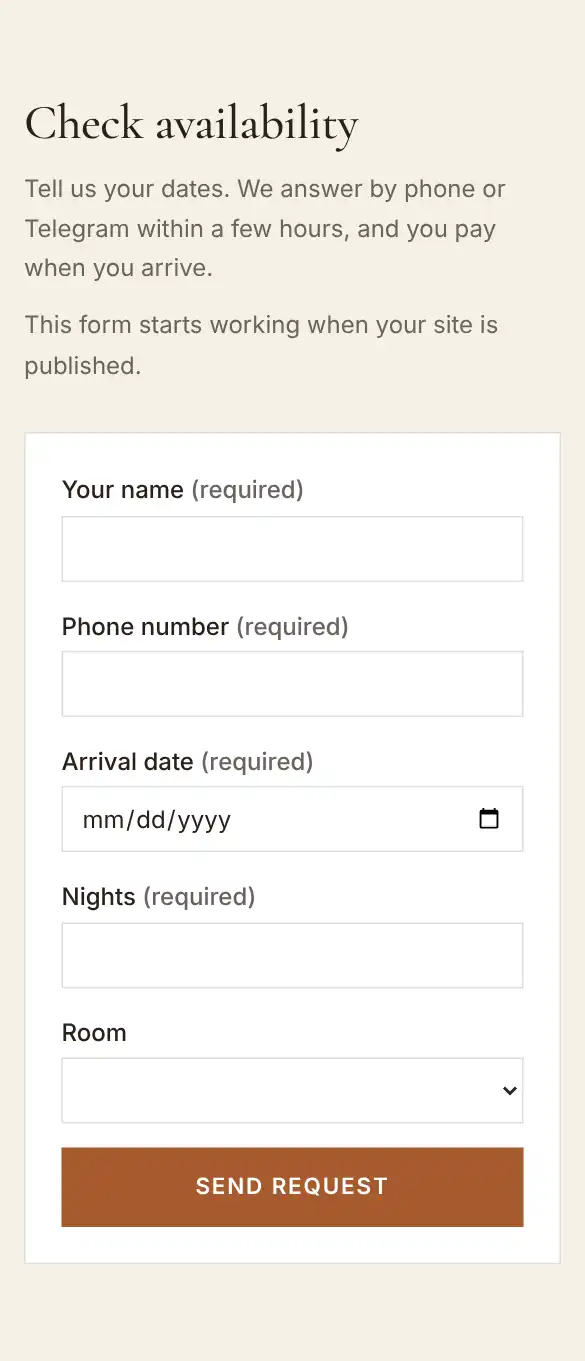 Check availability
Tell us your dates. We answer by phone or
Telegram within a few hours, and you pay
when you arrive.
This form starts working when your site is
published.
Your name (required)
Phone number (required)
Arrival date (required)
mm/dd/yyyy
Nights (required)
Room
SEND REQUEST